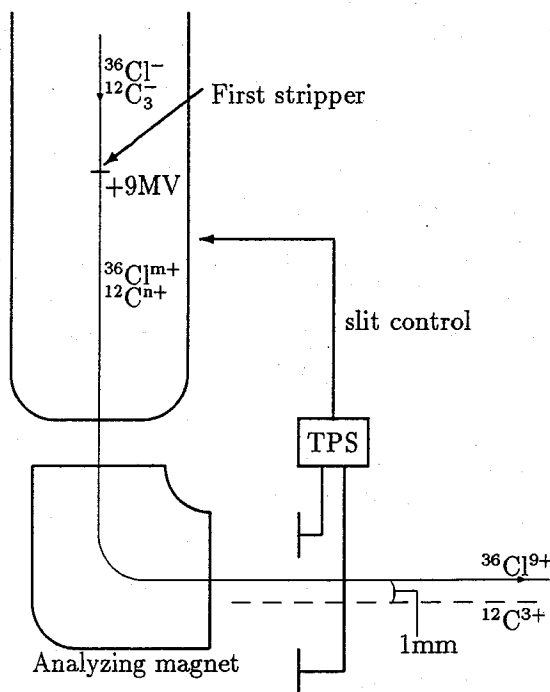 ³⁶Cl⁻
¹²C₃⁻
First stripper
+9MV
³⁶Clᵐ⁺
¹²Cⁿ⁺
slit control
TPS
³⁶Cl⁹⁺
¹²C³⁺
1mm
Analyzing magnet